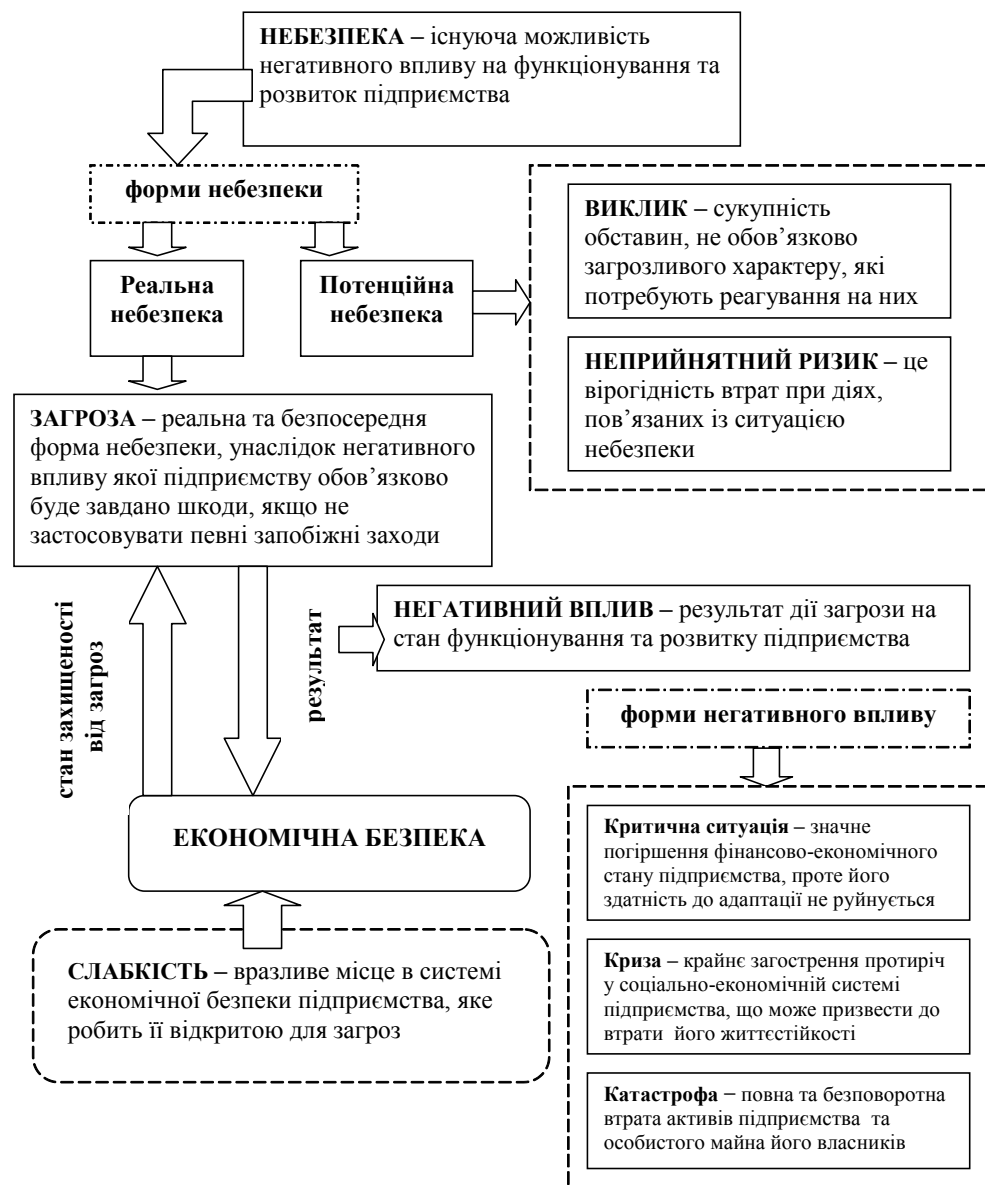 НЕБЕЗПЕКА – існуюча можливість
негативного впливу на функціонування та
розвиток підприємства
форми небезпеки
Реальна
небезпека
Потенційна
небезпека
ВИКЛИК – сукупність
обставин, не обов’язково
загрозливого характеру, які
потребують реагування на них
НЕПРИЙНЯТНИЙ РИЗИК – це
вірогідність втрат при діях,
пов’язаних із ситуацією
небезпеки
ЗАГРОЗА – реальна та безпосередня
форма небезпеки, унаслідок негативного
впливу якої підприємству обов’язково
буде завдано шкоди, якщо не
застосовувати певні запобіжні заходи
стан захищеності
від загроз
результат
НЕГАТИВНИЙ ВПЛИВ – результат дії загрози на
стан функціонування та розвитку підприємства
форми негативного впливу
ЕКОНОМІЧНА БЕЗПЕКА
СЛАБКІСТЬ – вразливе місце в системі
економічної безпеки підприємства, яке
робить її відкритою для загроз
Критична ситуація – значне
погіршення фінансово-економічного
стану підприємства, проте його
здатність до адаптації не руйнується
Криза – крайнє загострення протиріч
у соціально-економічній системі
підприємства, що може призвести до
втрати його життєстійкості
Катастрофа – повна та безповоротна
втрата активів підприємства та
особистого майна його власників